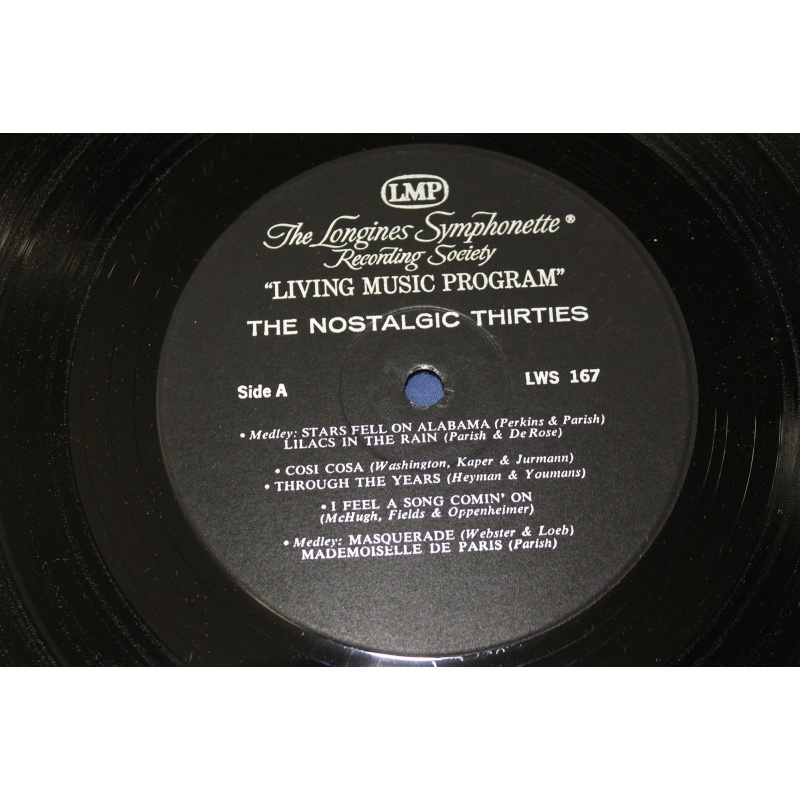 LMP
The Longines Symphonette®
Recording Society
"LIVING MUSIC PROGRAM"
THE NOSTALGIC THIRTIES
Side A
LWS 167
• Medley: STARS FELL ON ALABAMA (Perkins & Parish)
LILACS IN THE RAIN (Parish & DeRose)
• COSI COSA (Washington, Kaper & Jurmann)
• THROUGH THE YEARS (Heyman & Youmans)
• I FEEL A SONG COMIN' ON
(McHugh, Fields & Oppenheimer)
• Medley: MASQUERADE (Webster & Loeb)
MADEMOISELLE DE PARIS (Parish)